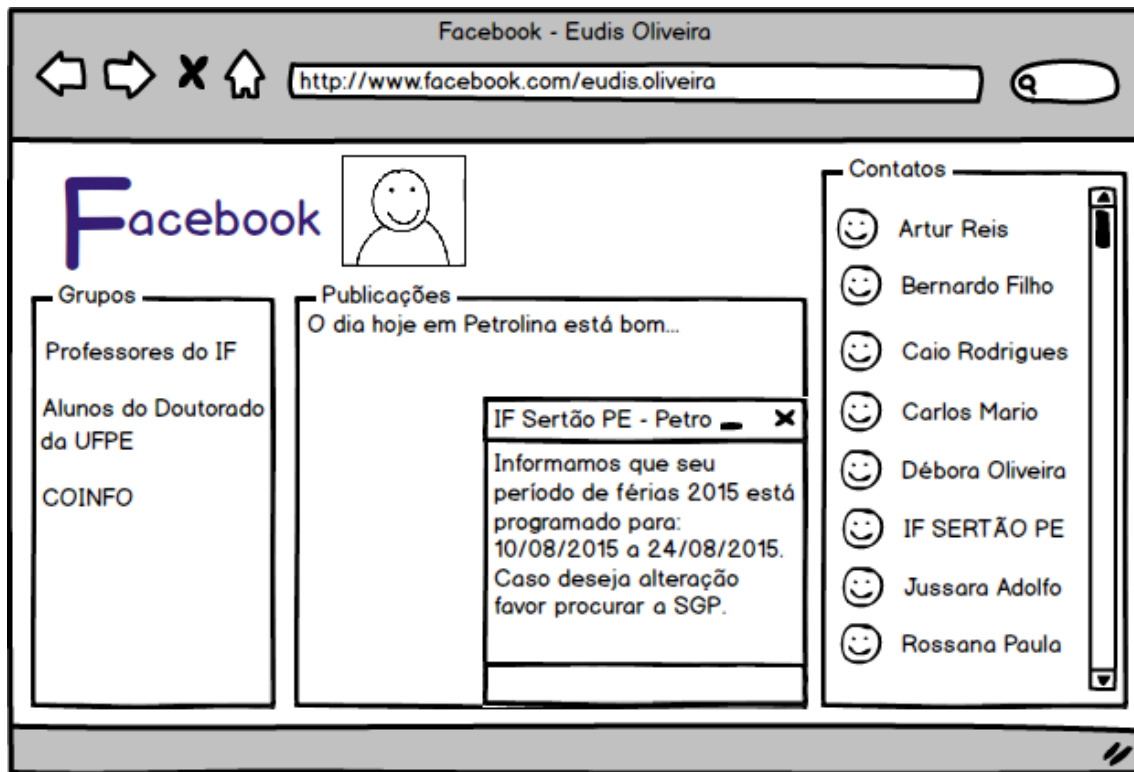 Facebook - Eudis Oliveira
http://www.facebook.com/eudis.oliveira
Facebook
Grupos
Professores do IF
Alunos do Doutorado
da UFPE
COINFO
Publicações
O dia hoje em Petrolina está bom...
IF Sertão PE - Petro
Informamos que seu
período de férias 2015 está
programado para:
10/08/2015 a 24/08/2015.
Caso deseja alteração
favor procurar a SGP.
Contatos
Artur Reis
Bernardo Filho
Caio Rodrigues
Carlos Mario
Débora Oliveira
IF SERTÃO PE
Jussara Adolfo
Rossana Paula